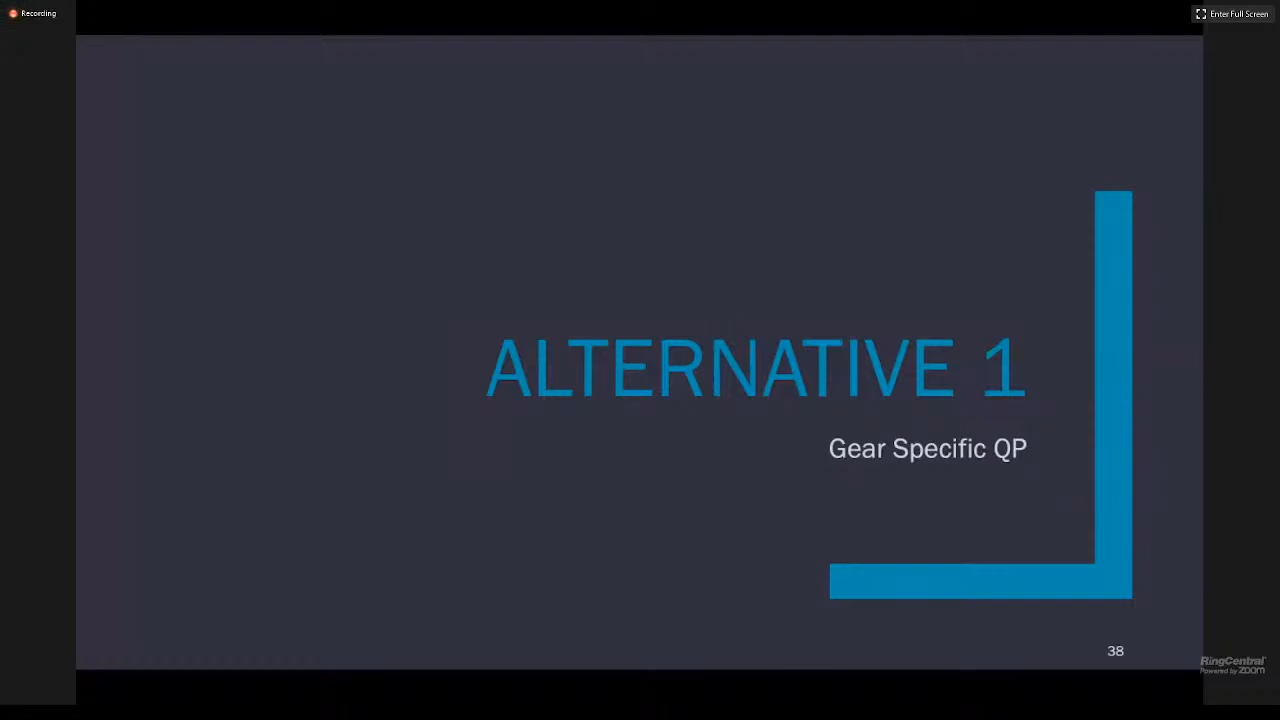 Recording
Enter Full Screen
ALTERNATIVE 1
Gear Specific QP
38
RingCentral
Powered by zoom